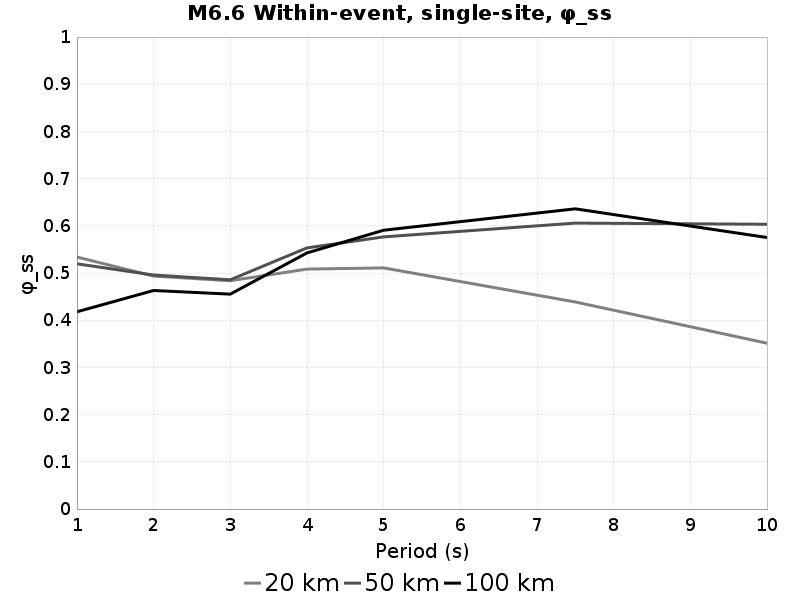 M6.6 Within-event, single-site, φ_ss
1
0.9
0.8
0.7
0.6
0.5
0.4
0.3
0.2
0.1
0
φ_ss
1 2 3 4 5 6 7 8 9 10
Period (s)
20 km 50 km 100 km